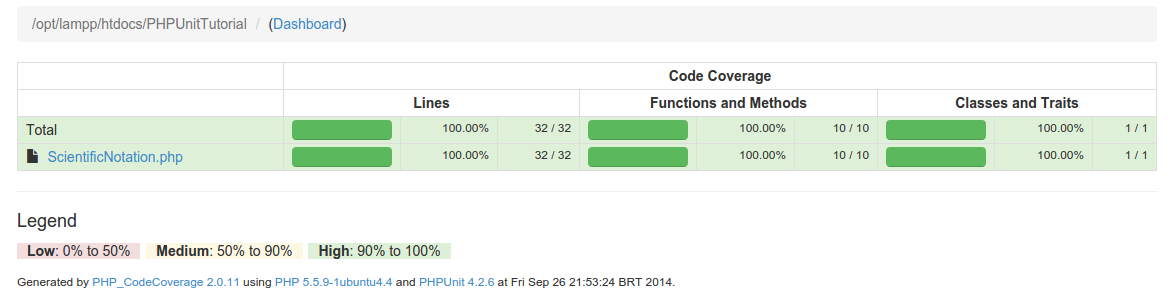 /opt/lampp/htdocs/PHPUnitTutorial / (Dashboard)
Code Coverage
Lines Functions and Methods Classes and Traits
Total 100.00% 32 / 32 100.00% 10 / 10 100.00% 1 / 1
ScientificNotation.php 100.00% 32 / 32 100.00% 10 / 10 100.00% 1 / 1
Legend
Low: 0% to 50% Medium: 50% to 90% High: 90% to 100%
Generated by PHP_CodeCoverage 2.0.11 using PHP 5.5.9-1ubuntu4.4 and PHPUnit 4.2.6 at Fri Sep 26 21:53:24 BRT 2014.